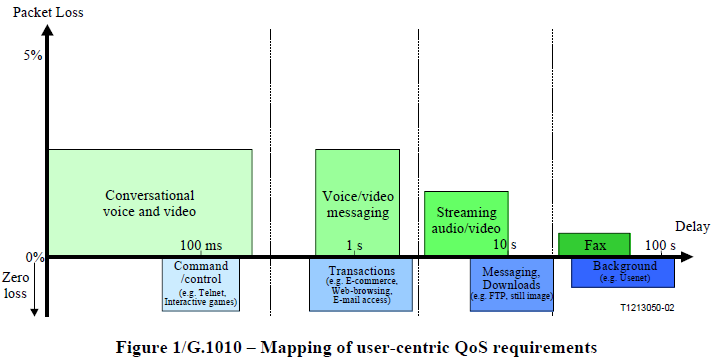 Packet Loss
5%
Conversational
voice and video
Voice/video
messaging
Streaming
audio/video
Fax
Delay
100 ms
1 s
10 s
100 s
0%
Zero
loss
Command
/control
(e.g. Telnet,
Interactive games)
Transactions
(e.g. E-commerce,
Web-browsing,
E-mail access)
Messaging,
Downloads
(e.g. FTP, still image)
Background
(e.g. Usenet)
T1213050-02
Figure 1/G.1010 – Mapping of user-centric QoS requirements